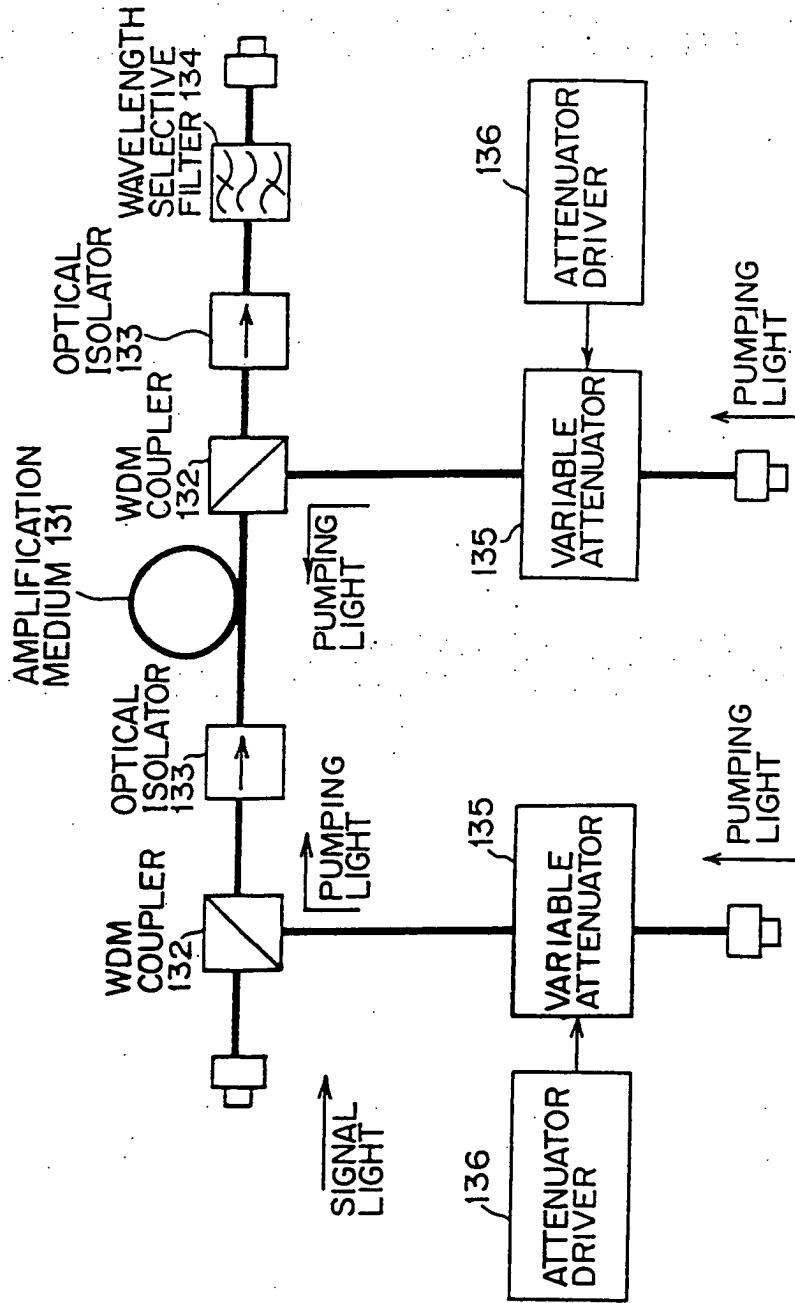 WDM
COUPLER
132
OPTICAL
ISOLATOR
133
AMPLIFICATION
MEDIUM 131
WDM
COUPLER
132
OPTICAL
ISOLATOR
133
WAVELENGTH
SELECTIVE
FILTER 134
SIGNAL
LIGHT
PUMPING
LIGHT
PUMPING
LIGHT
136
ATTENUATOR
DRIVER
135
VARIABLE
ATTENUATOR
135
VARIABLE
ATTENUATOR
136
ATTENUATOR
DRIVER
PUMPING
LIGHT
PUMPING
LIGHT